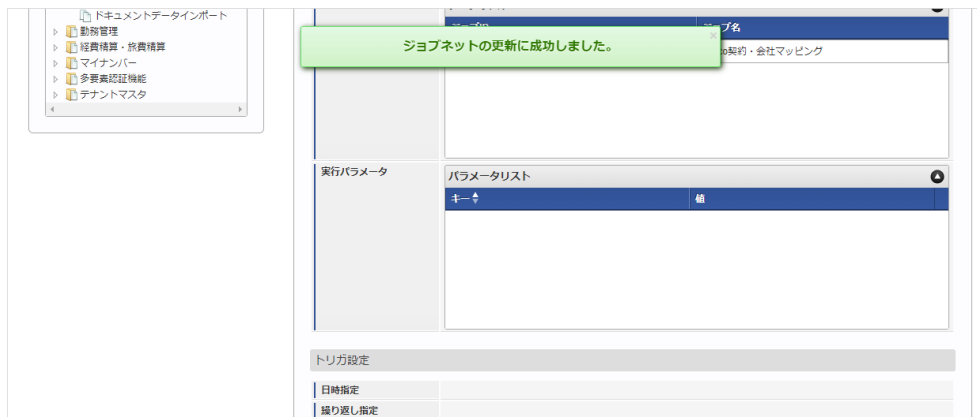 ドキュメントデータインポート
勤務管理
経費精算・旅費精算
マイナンバー
多要素認証機能
テナントマスタ
ジョブネットの更新に成功しました。
×
契約・会社マッピング
実行パラメータ
パラメータリスト
キー
値
トリガ設定
日時指定
繰り返し指定